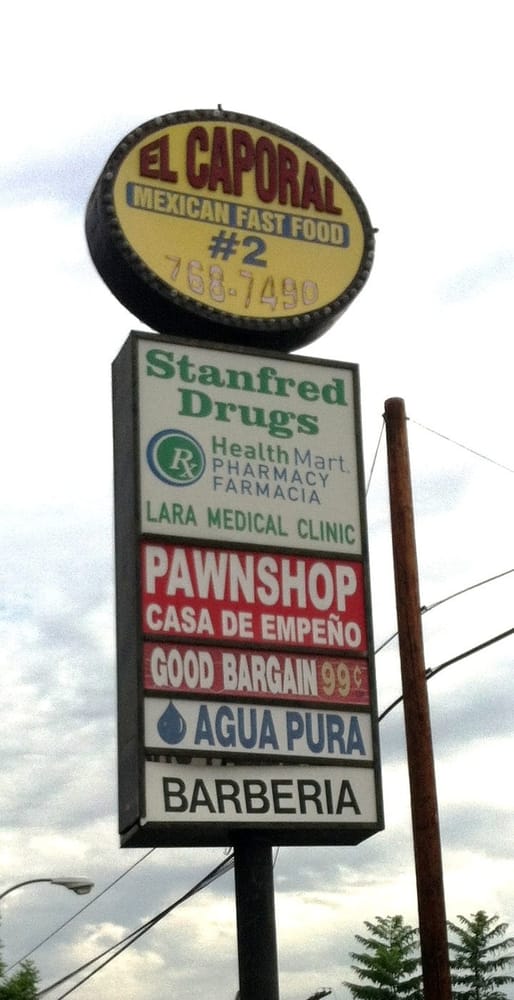 EL CAPORAL
MEXICAN FAST FOOD
#2
768-7490
Stanfred
Drugs
Rx
Health Mart.
PHARMACY
FARMACIA
LARA MEDICAL CLINIC
PAWNSHOP
CASA DE EMPEÑO
GOOD BARGAIN 99¢
AGUA PURA
BARBERIA